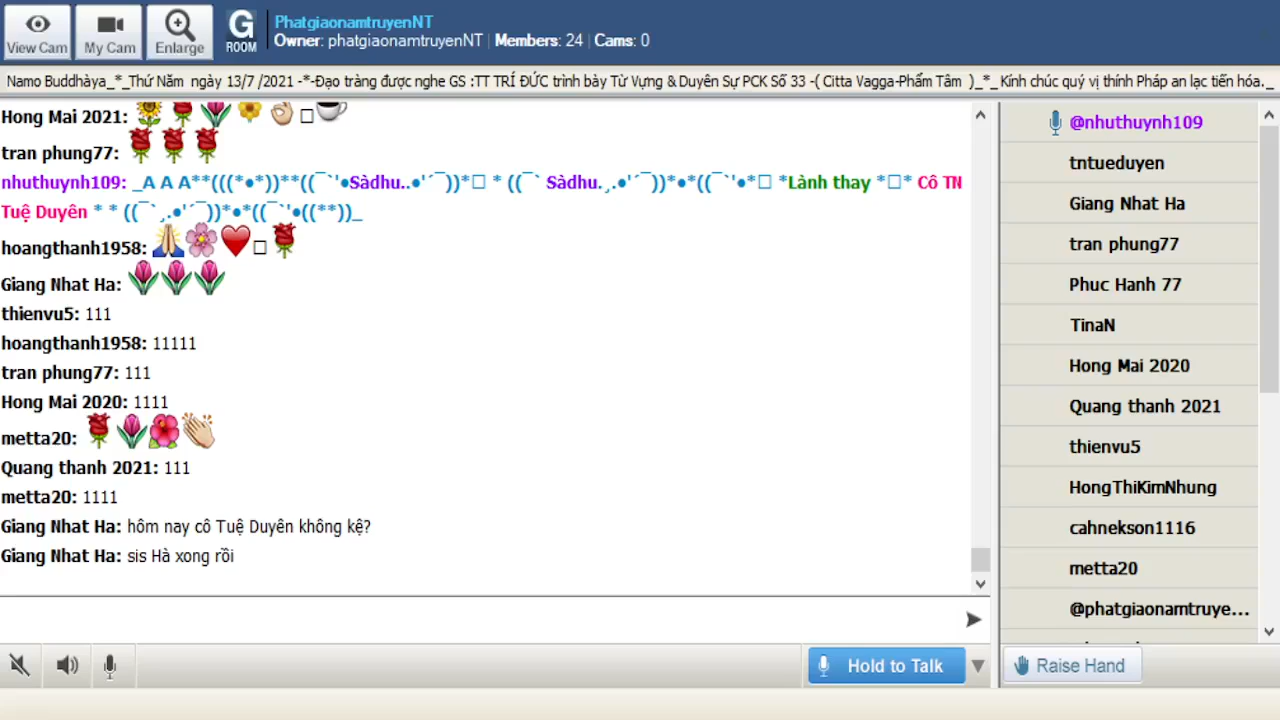 View Cam
My Cam
Enlarge
G
ROOM
PhatgiaonamtruyenNT
Owner: phatgiaonamtruyenNT | Members: 24 | Cams: 0
Namo Buddhàya_*_Thứ Năm ngày 13/7 /2021 -*-Đạo tràng được nghe GS :TT TRÍ ĐỨC trình bày Từ Vựng & Duyên Sự PCK Số 33 -( Citta Vagga-Phẩm Tâm )_*_Kính chúc quý vị thính Pháp an lạc tiến hóa._
Hong Mai 2021:
tran phung77:
nhuthuynh109: _A A A**(((*•*))**((¯`'•Sàdhu..•'´¯))*□ * ((¯` Sàdhu.¸.•'´¯))*•*((¯`'•*□ *Lành thay *□* Cô TN
Tuệ Duyên * * ((¯`¸.•'´¯))*•*((¯`'•((**))_
hoangthanh1958:
Giang Nhat Ha:
thienvu5: 111
hoangthanh1958: 11111
tran phung77: 111
Hong Mai 2020: 1111
metta20:
Quang thanh 2021: 111
metta20: 1111
Giang Nhat Ha: hôm nay cô Tuệ Duyên không kệ?
Giang Nhat Ha: sis Hà xong rồi
Hold to Talk
@nhuthuynh109
tntueduyen
Giang Nhat Ha
tran phung77
Phuc Hanh 77
TinaN
Hong Mai 2020
Quang thanh 2021
thienvu5
HongThiKimNhung
cahnekson1116
metta20
@phatgiaonamtruye...
Raise Hand